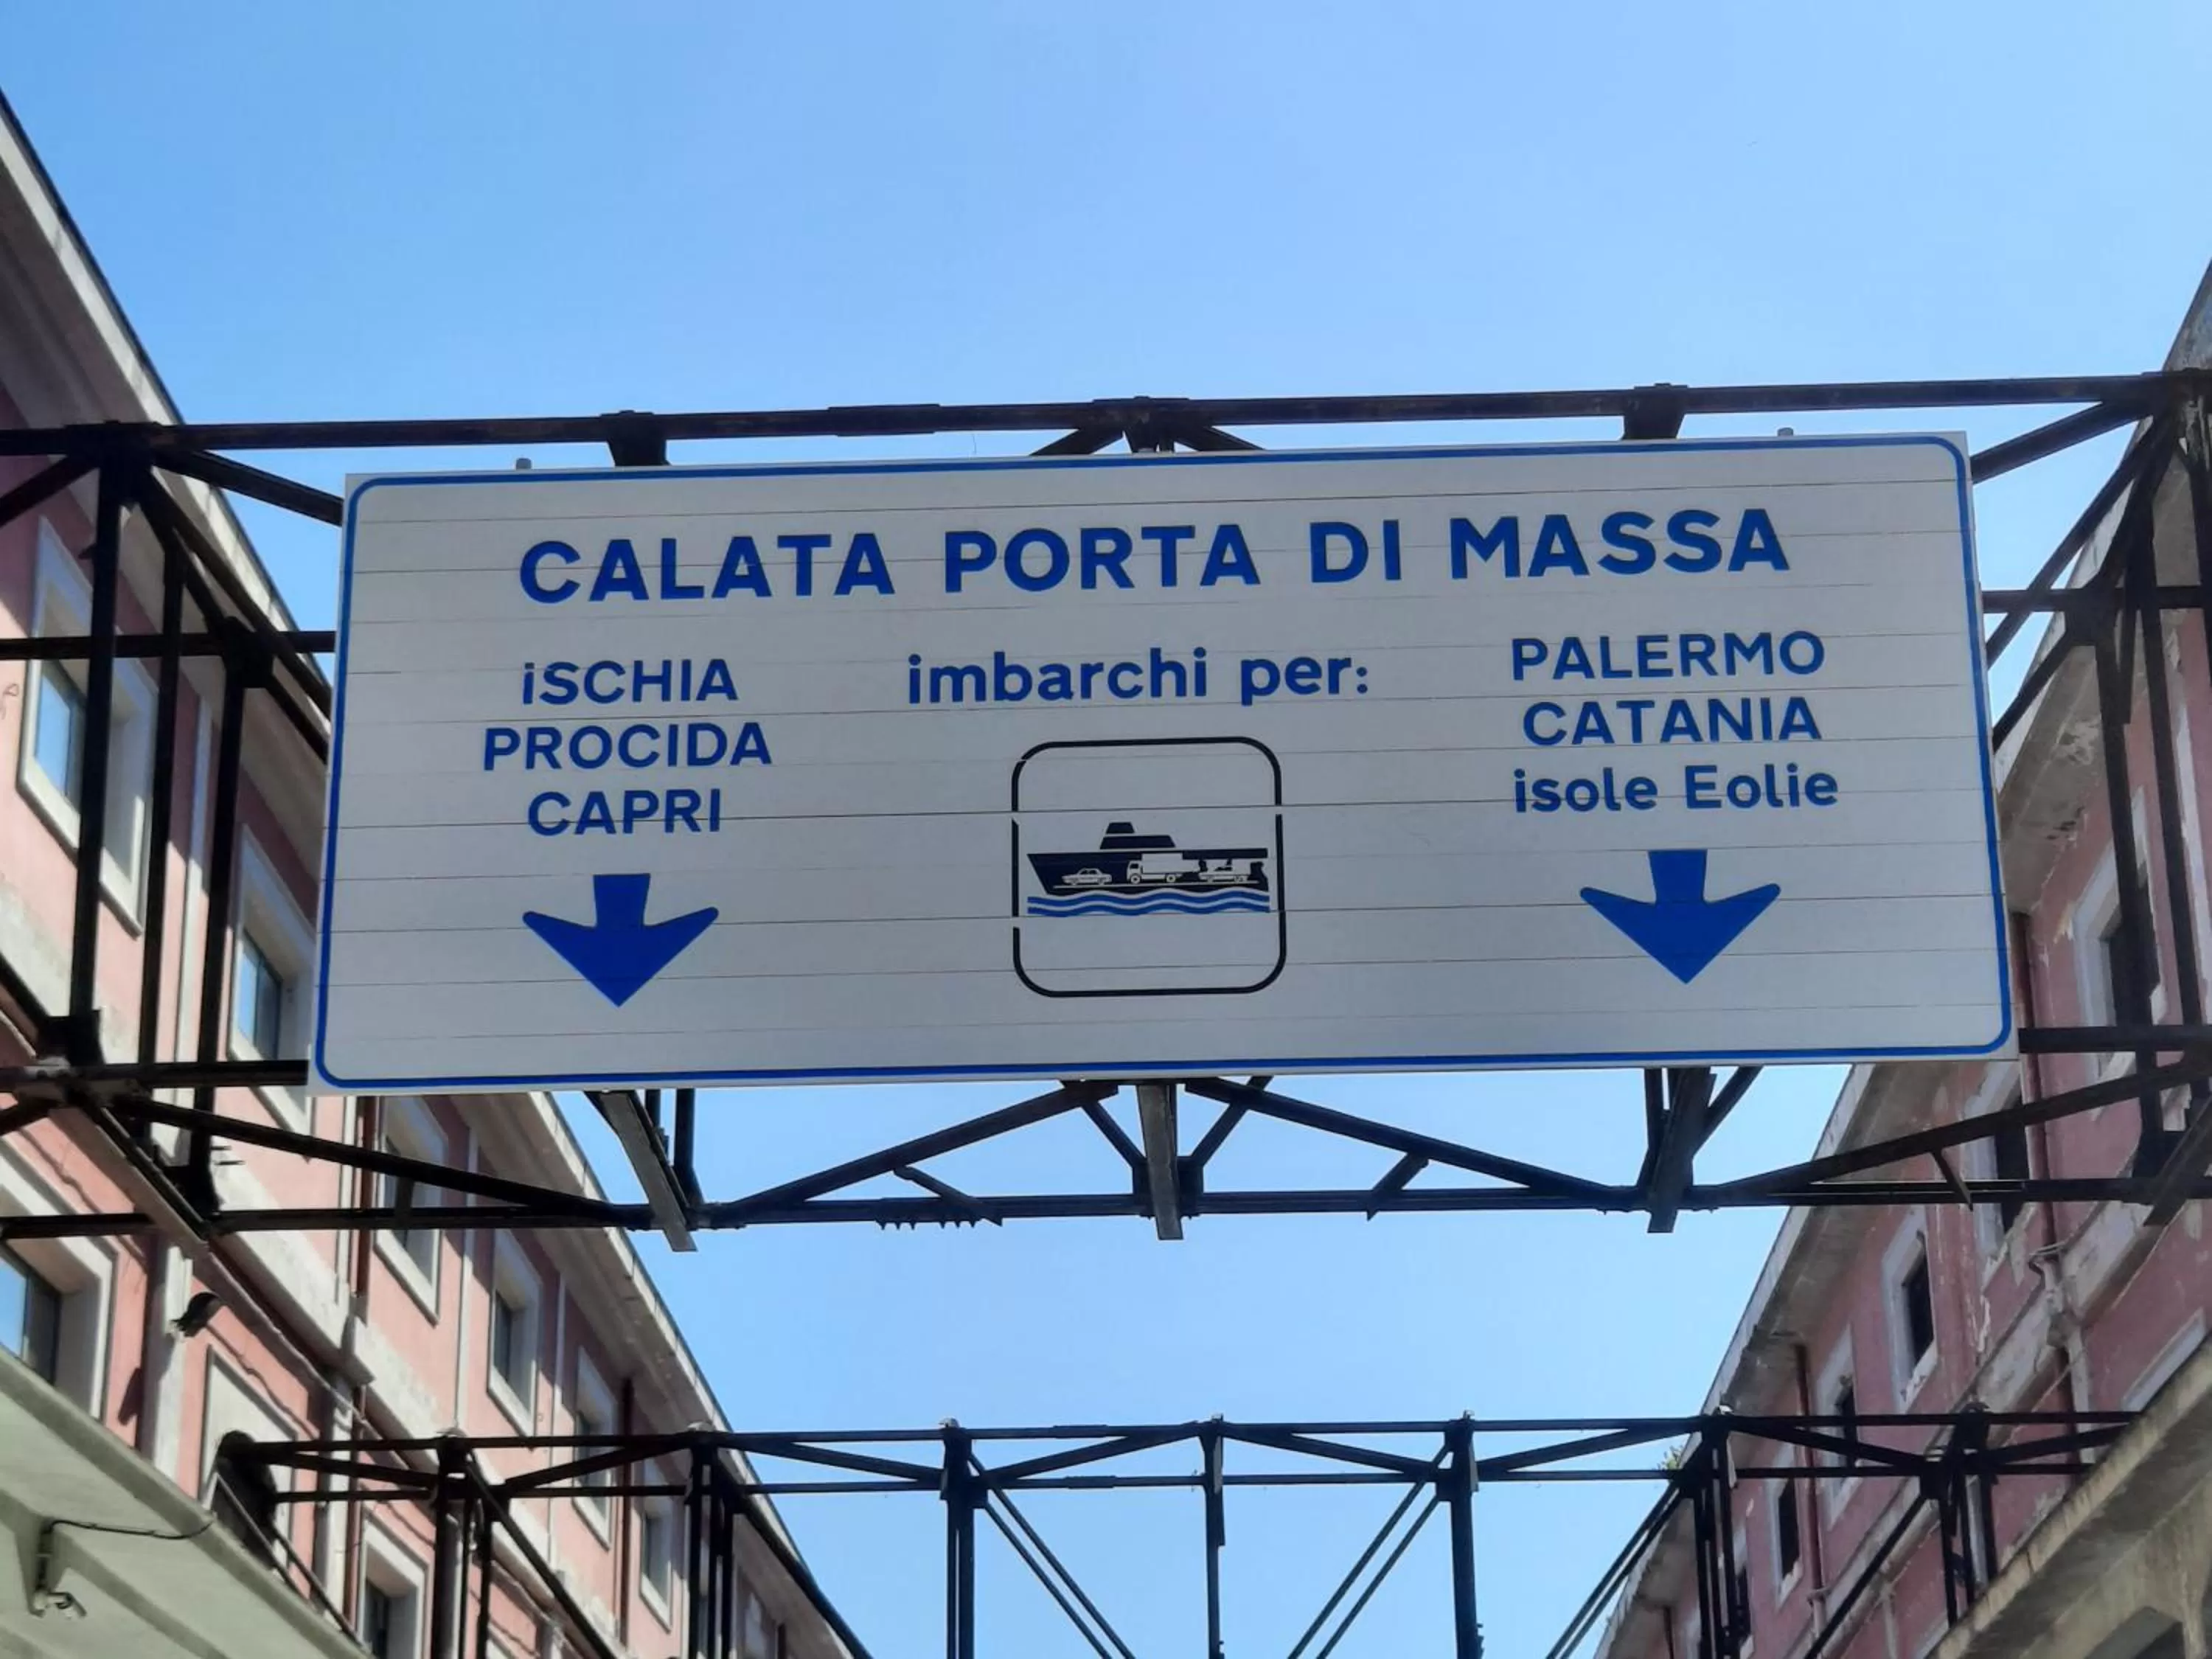 CALATA PORTA DI MASSA
imbarchi per:
iSCHIA
PROCIDA
CAPRI
PALERMO
CATANIA
isole Eolie